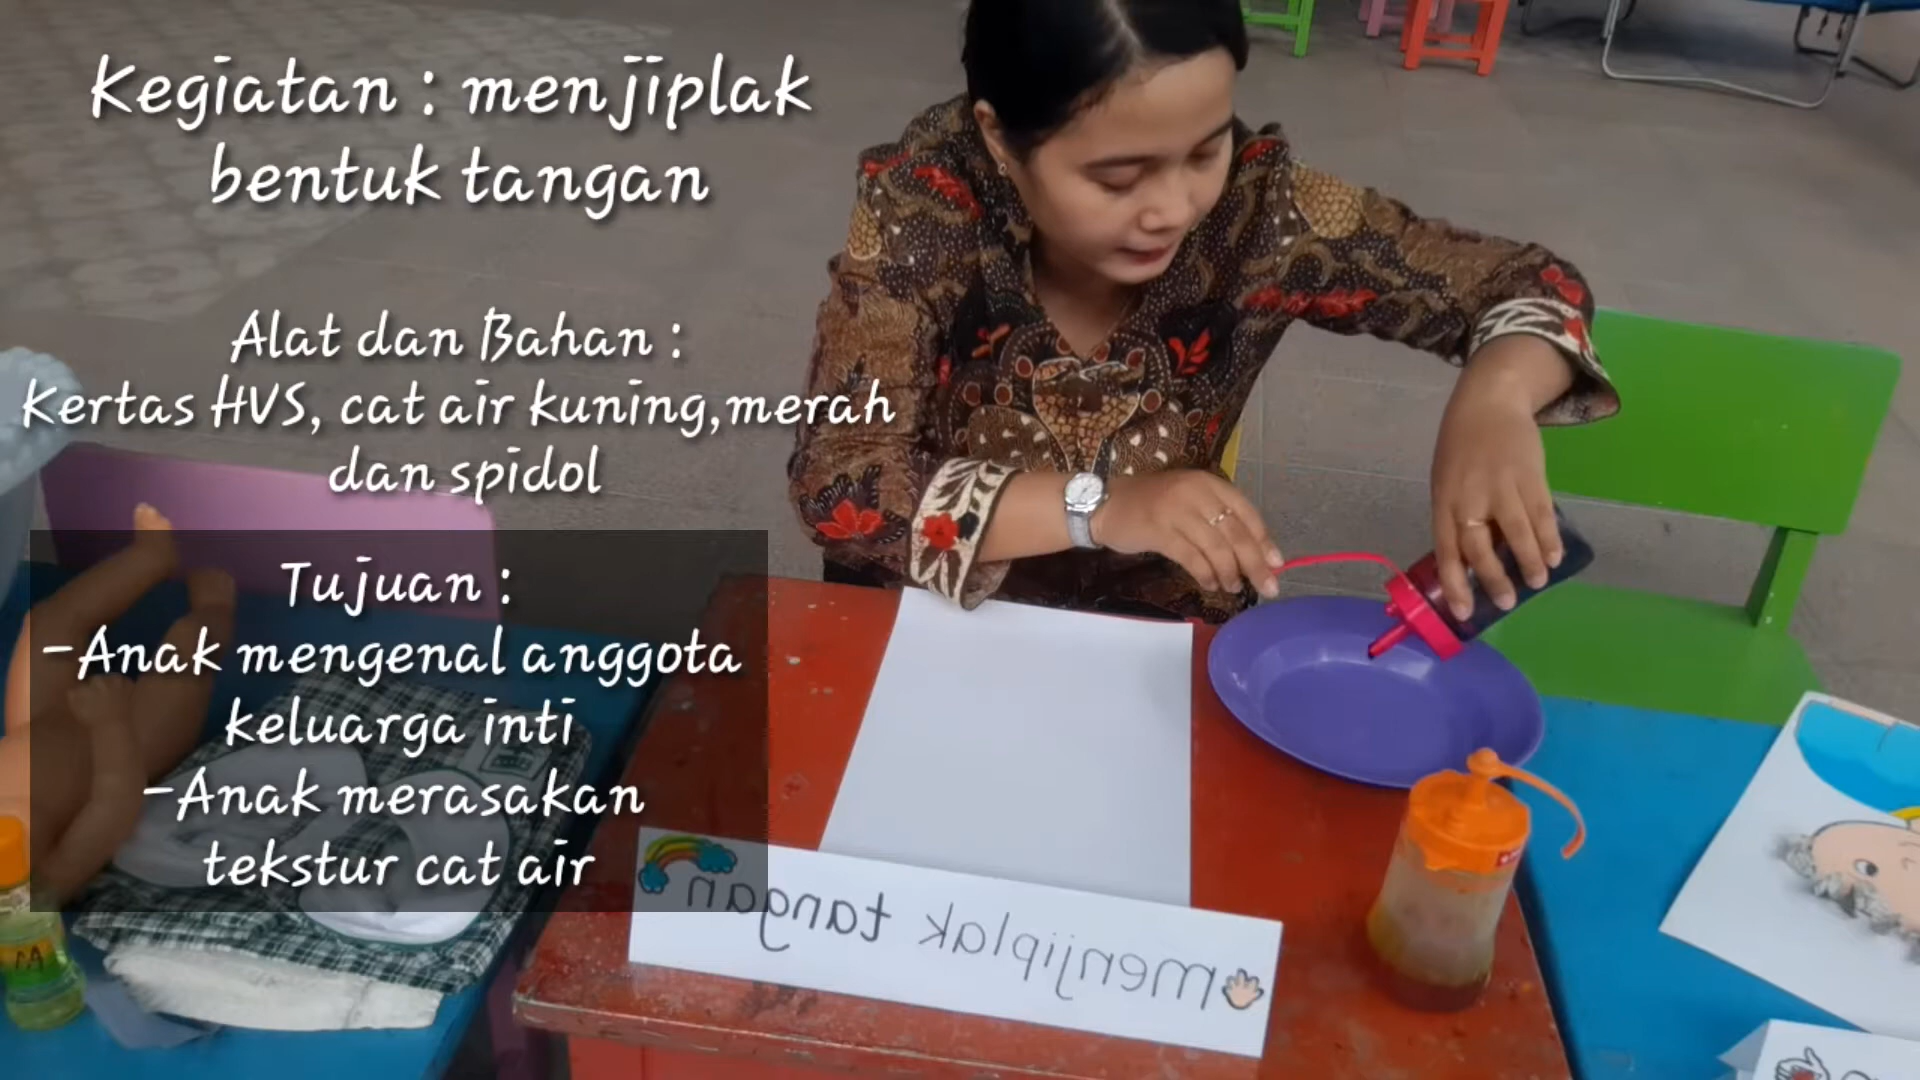 Kegiatan : menjiplak
bentuk tangan
Alat dan Bahan :
Kertas HVS, cat air kuning,merah
dan spidol
Tujuan :
-Anak mengenal anggota
keluarga inti
-Anak merasakan
tekstur cat air
menjiplak tangan